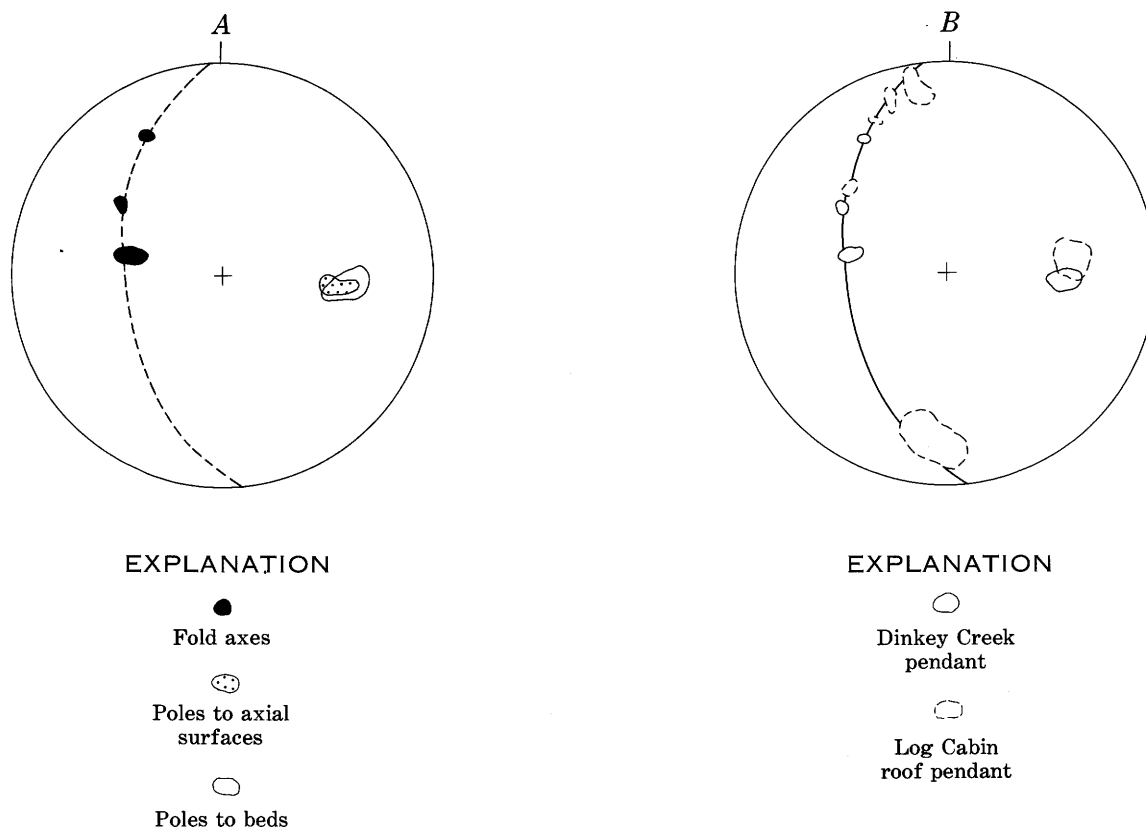 A
B
EXPLANATION
Fold axes
Poles to axial
surfaces
Poles to beds
EXPLANATION
Dinkey Creek
pendant
Log Cabin
roof pendant